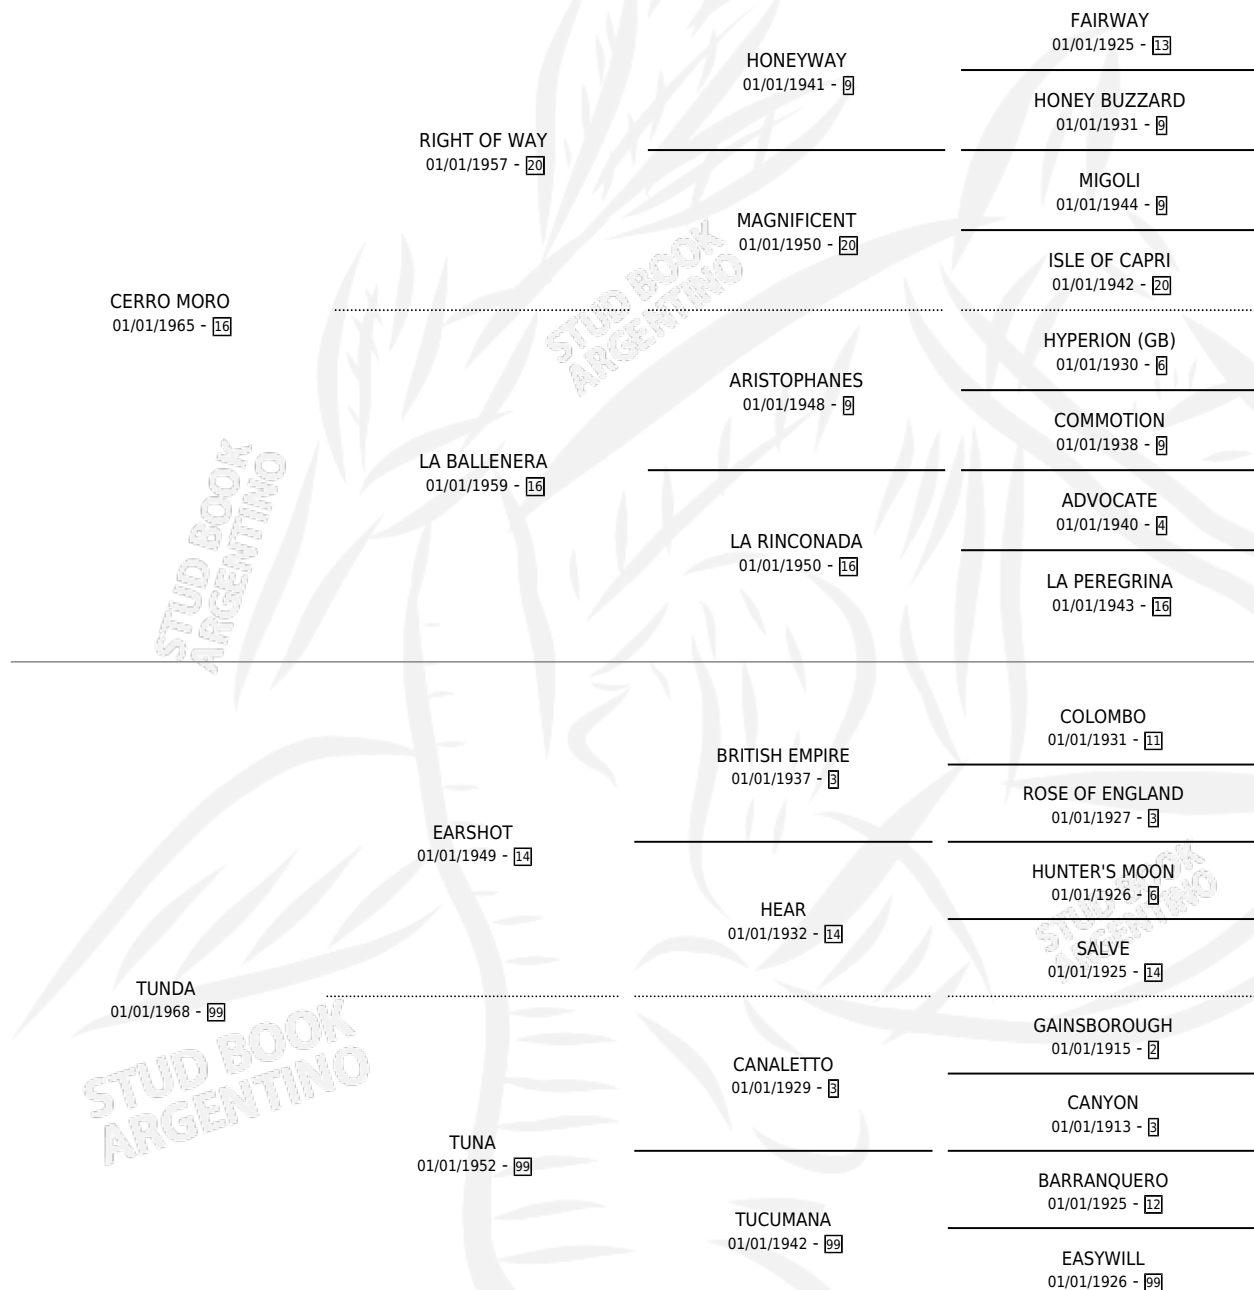 FAIRWAY
01/01/1925 - 13
HONEYWAY
01/01/1941 - 9
HONEY BUZZARD
01/01/1931 - 9
RIGHT OF WAY
01/01/1957 - 20
MIGOLI
01/01/1944 - 9
MAGNIFICENT
01/01/1950 - 20
ISLE OF CAPRI
01/01/1942 - 20
CERRO MORO
01/01/1965 - 16
HYPERION (GB)
01/01/1930 - 6
ARISTOPHANES
01/01/1948 - 9
COMMOTION
01/01/1938 - 9
LA BALLENERA
01/01/1959 - 16
ADVOCATE
01/01/1940 - 4
LA RINCONADA
01/01/1950 - 16
LA PEREGRINA
01/01/1943 - 16
COLOMBO
01/01/1931 - 11
BRITISH EMPIRE
01/01/1937 - 3
ROSE OF ENGLAND
01/01/1927 - 3
EARSHOT
01/01/1949 - 14
HUNTER'S MOON
01/01/1926 - 6
HEAR
01/01/1932 - 14
SALVE
01/01/1925 - 14
TUNDA
01/01/1968 - 99
GAINSBOROUGH
01/01/1915 - 2
CANALETTO
01/01/1929 - 3
CANYON
01/01/1913 - 3
TUNA
01/01/1952 - 99
BARRANQUERO
01/01/1925 - 12
TUCUMANA
01/01/1942 - 99
EASYWILL
01/01/1926 - 99
STUD BOOK
ARGENTINO
STUD BOOK
ARGENTINO
STUD BOOK
ARGENTINO
STUD BOOK
ARGENTINO